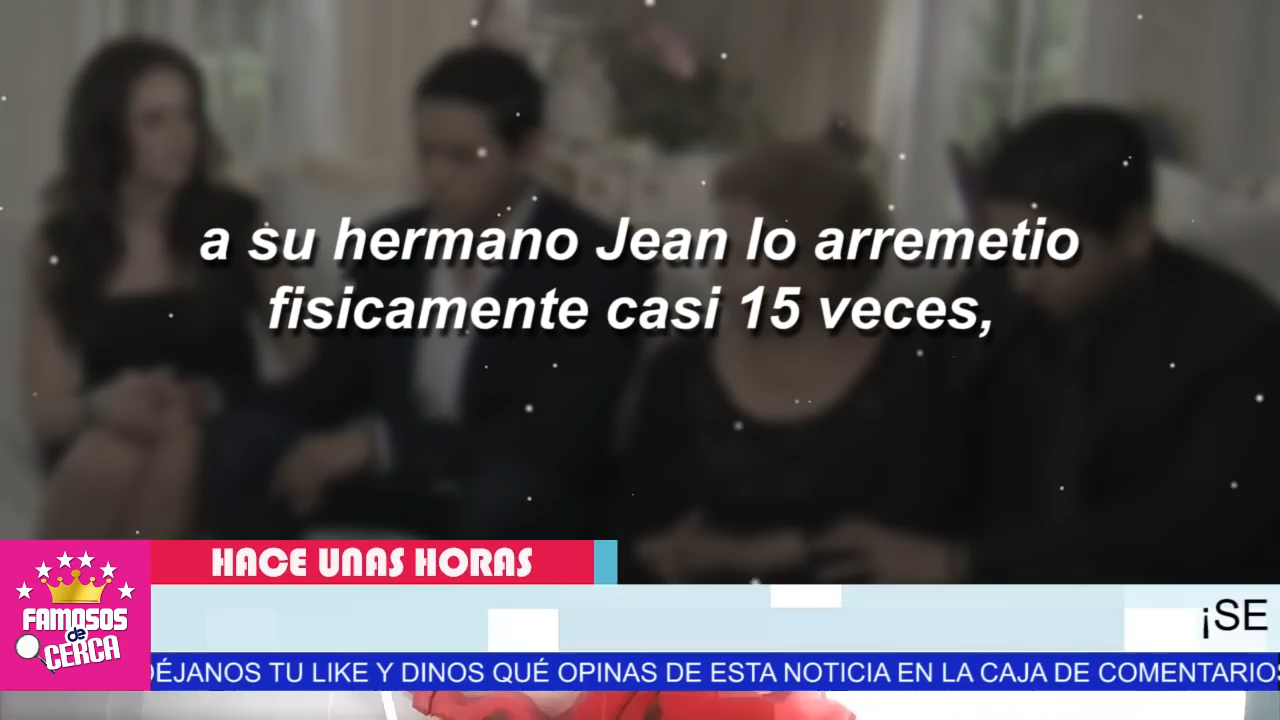 a su hermano Jean lo arremetio
fisicamente casi 15 veces,
HACE UNAS HORAS
FAMOSOS
de
CERCA
¡SE
DÉJANOS TU LIKE Y DINOS QUÉ OPINAS DE ESTA NOTICIA EN LA CAJA DE COMENTARIOS